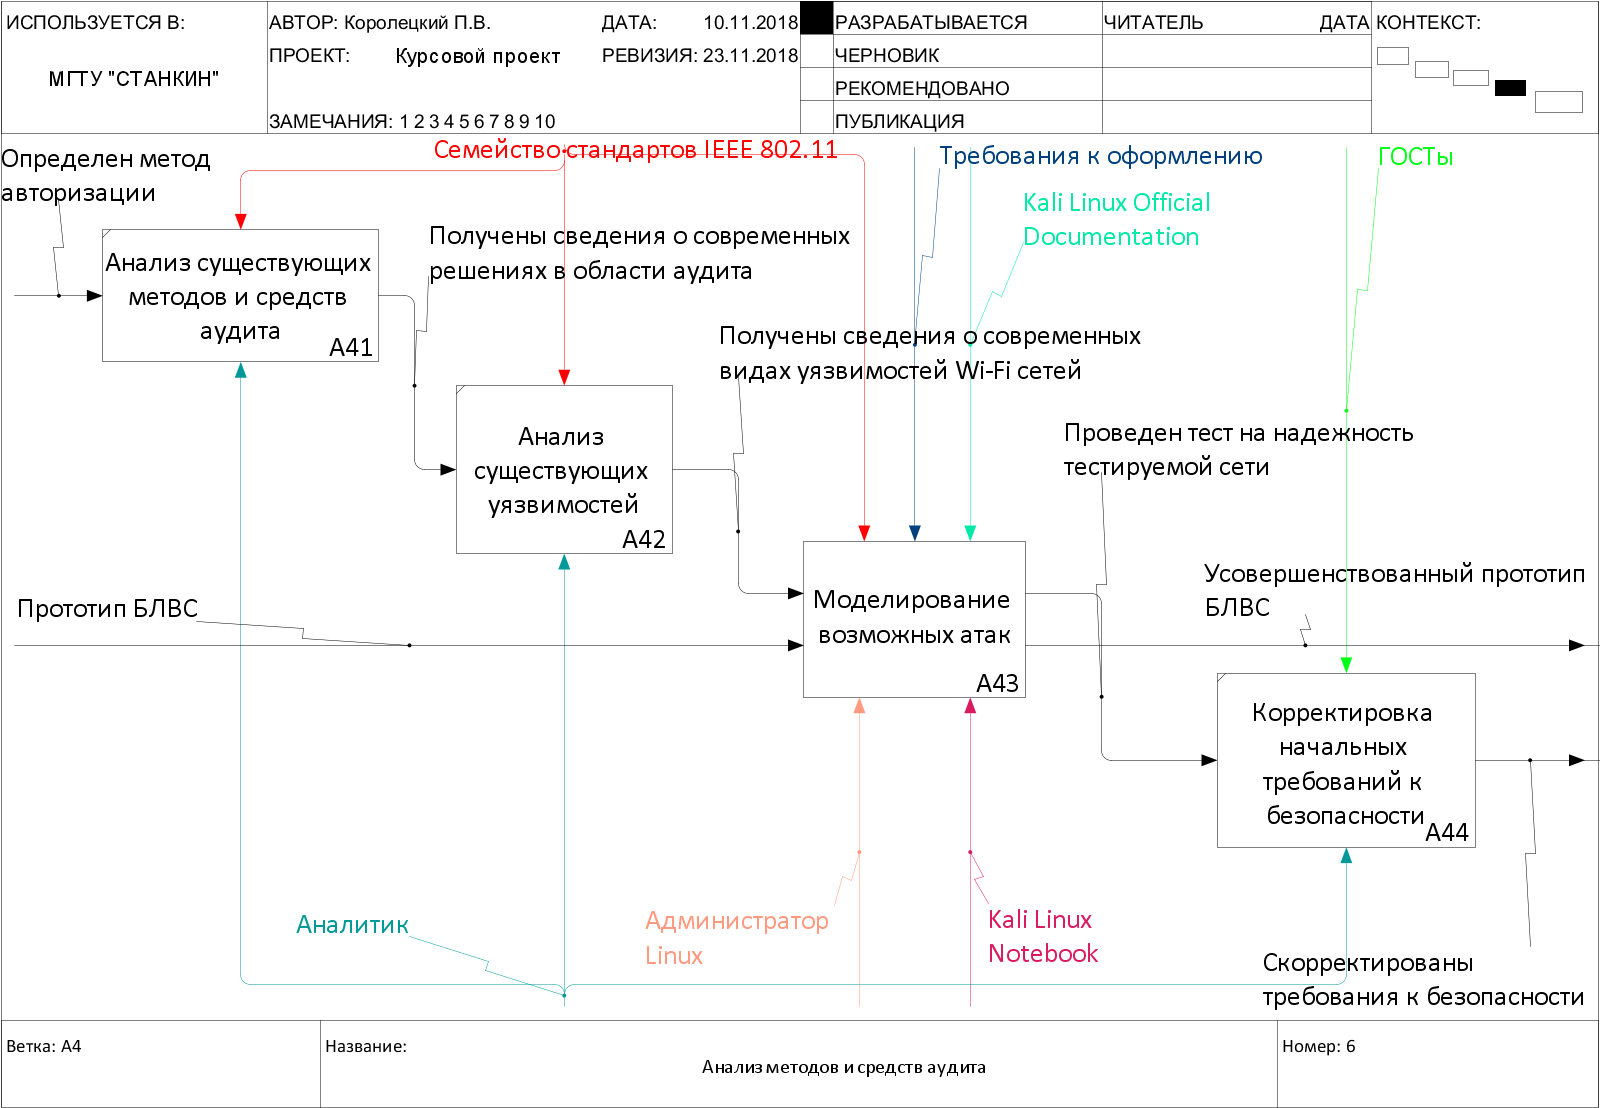 ИСПОЛЬЗУЕТСЯ В:
МГТУ "СТАНКИН"
АВТОР: Королецкий П.В.
ДАТА: 10.11.2018
ПРОЕКТ: Курсовой проект
РЕВИЗИЯ: 23.11.2018
ЗАМЕЧАНИЯ: 1 2 3 4 5 6 7 8 9 10
РАЗРАБАТЫВАЕТСЯ
ЧЕРНОВИК
РЕКОМЕНДОВАНО
ПУБЛИКАЦИЯ
ЧИТАТЕЛЬ
ДАТА
КОНТЕКСТ:
Определен метод
авторизации
Семейство стандартов IEEE 802.11
Требования к оформлению
ГОСТы
Kali Linux Official
Documentation
Анализ существующих
методов и средств
аудита
A41
Получены сведения о современных
решениях в области аудита
Получены сведения о современных
видах уязвимостей Wi-Fi сетей
Анализ
существующих
уязвимостей
A42
Проведен тест на надежность
тестируемой сети
Прототип БЛВС
Моделирование
возможных атак
A43
Усовершенствованный прототип
БЛВС
Корректировка
начальных
требований к
безопасности
A44
Аналитик
Администратор
Linux
Kali Linux
Notebook
Скорректированы
требования к безопасности
Ветка: A4
Название:
Анализ методов и средств аудита
Номер: 6